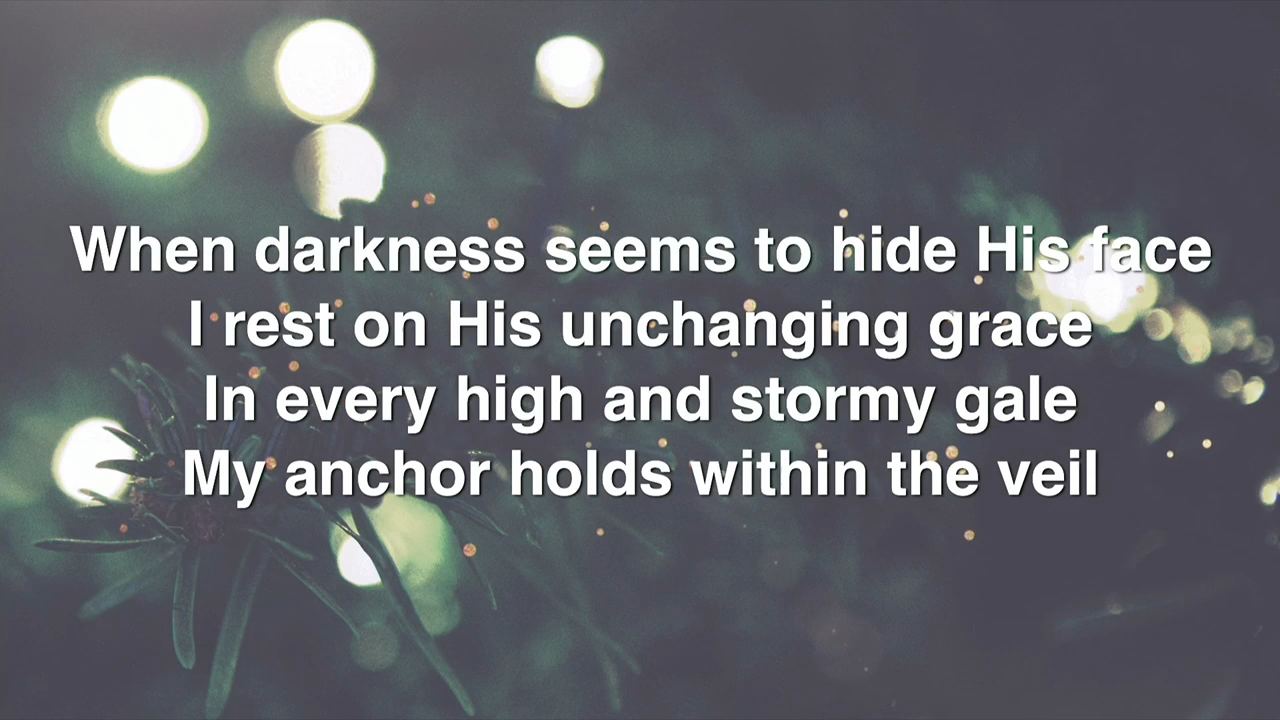 When darkness seems to hide His face
I rest on His unchanging grace
In every high and stormy gale
My anchor holds within the veil